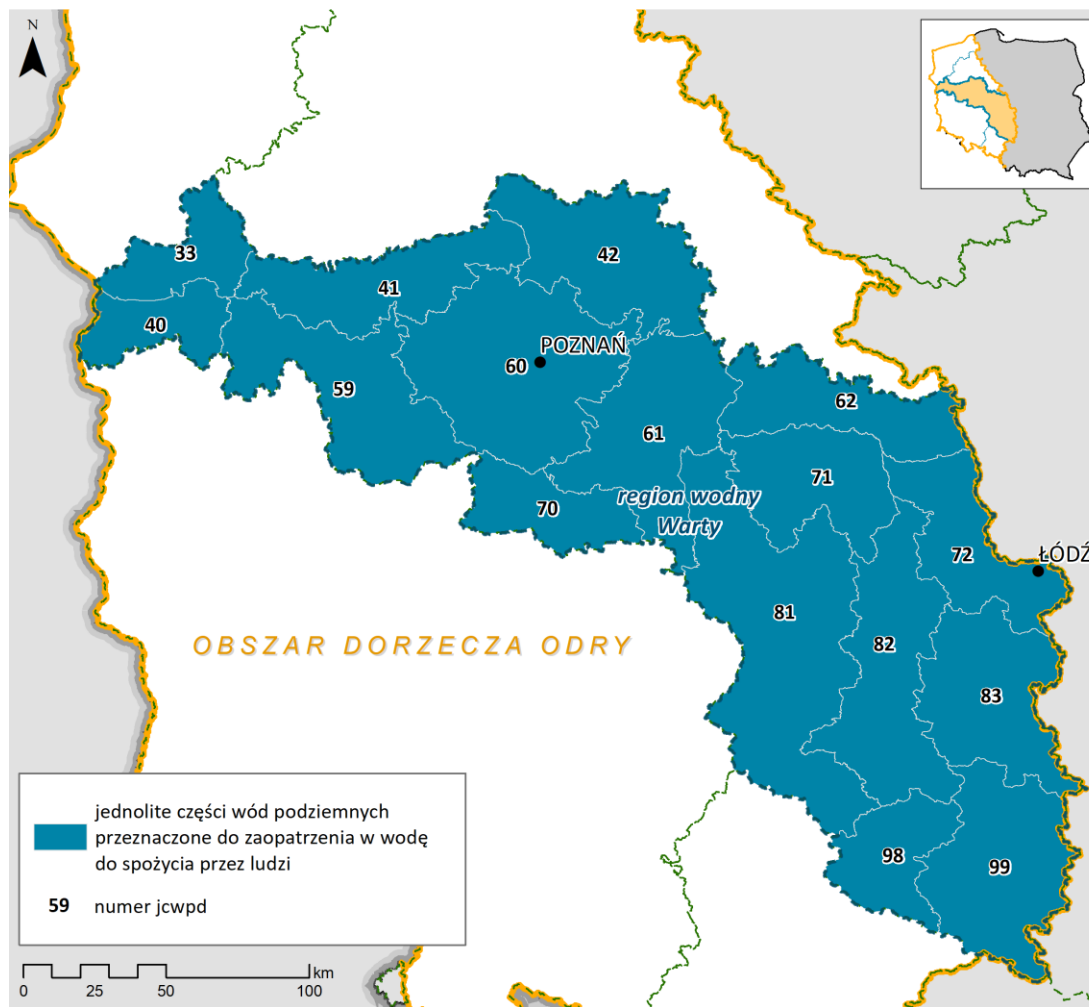 N
33
42
41
40
POZNAŃ
60
59
62
61
71
region wodny
Warty
70
ŁÓDŹ
72
81
OBSZAR DORZECZA ODRY
82
83
98
99
jednolite części wód podziemnych
przeznaczone do zaopatrzenia w wodę
do spożycia przez ludzi
59 numer jcwpd
km
0 25 50 100